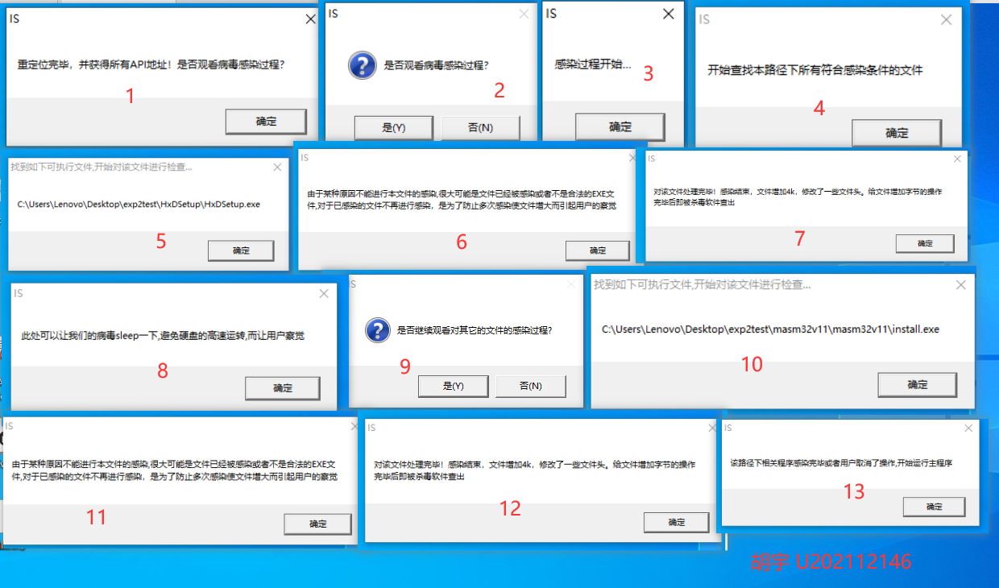 IS
重定位完毕，并获得所有API地址！是否观看病毒感染过程？
1
确定
IS
是否观看病毒感染过程？
2
是(Y)
否(N)
IS
感染过程开始...
3
确定
IS
开始查找本路径下所有符合感染条件的文件
4
确定
找到如下可执行文件,开始对该文件进行检查...
C:\Users\Lenovo\Desktop\exp2test\HxDSetup\HxDSetup.exe
5
确定
IS
由于某种原因不能进行本文件的感染,很大可能是文件已经被感染或者不是合法的EXE文
件,对于已感染的文件不再进行感染，是为了防止多次感染使文件增大而引起用户的察觉
6
确定
IS
对该文件处理完毕！感染结束，文件增加4k，修改了一些文件头。给文件增加字节的操作
完毕后即被杀毒软件查出
7
确定
IS
此处可以让我们的病毒sleep一下,避免硬盘的高速运转,而让用户察觉
8
确定
S
是否继续观看对其它的文件的感染过程？
9
是(Y)
否(N)
找到如下可执行文件,开始对该文件进行检查...
C:\Users\Lenovo\Desktop\exp2test\masm32v11\masm32v11\install.exe
10
确定
IS
由于某种原因不能进行本文件的感染,很大可能是文件已经被感染或者不是合法的EXE文
件,对于已感染的文件不再进行感染，是为了防止多次感染使文件增大而引起用户的察觉
11
确定
IS
对该文件处理完毕！感染结束，文件增加4k，修改了一些文件头。给文件增加字节的操作
完毕后即被杀毒软件查出
12
确定
IS
该路径下相关程序感染完毕或者用户取消了操作,开始运行主程序
13
确定
胡宇 U202112146